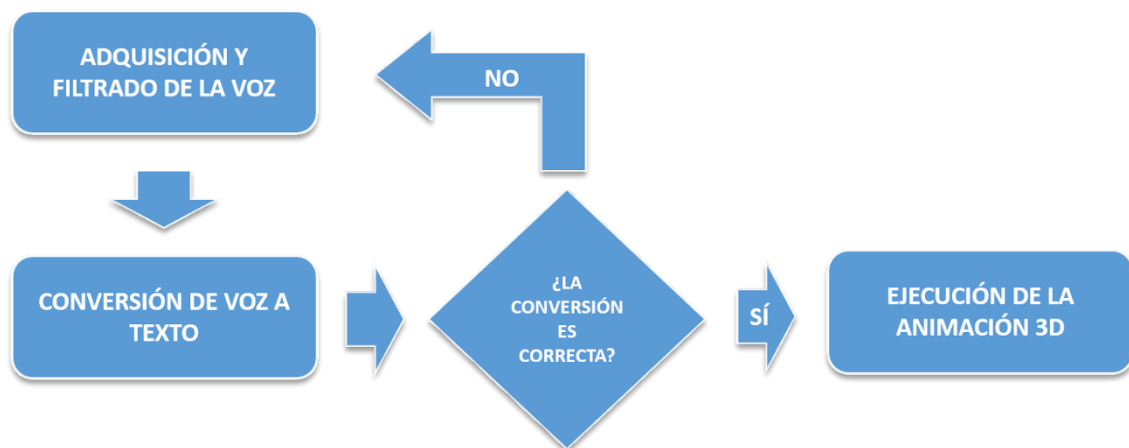 ADQUISICIÓN Y
FILTRADO DE LA VOZ
NO
CONVERSIÓN DE VOZ A
TEXTO
¿LA
CONVERSIÓN
ES
CORRECTA?
SÍ
EJECUCIÓN DE LA
ANIMACIÓN 3D